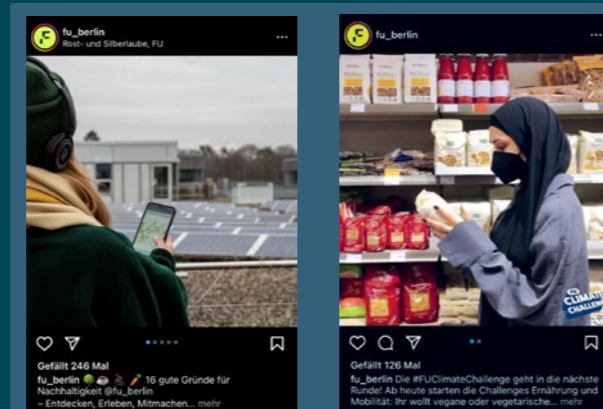 fu_berlin
Rost- und Silberlaube, FU
Gefällt 246 Mal
fu_berlin 16 gute Gründe für
Nachhaltigkeit @fu_berlin
– Entdecken, Erleben, Mitmachen... mehr
fu_berlin
CLIMATE
CHALLENGE
Gefällt 126 Mal
fu_berlin Die #FUClimateChallenge geht in die nächste
Runde! Ab heute starten die Challenges Ernährung und
Mobilität: Ihr wollt vegane oder vegetarische... mehr